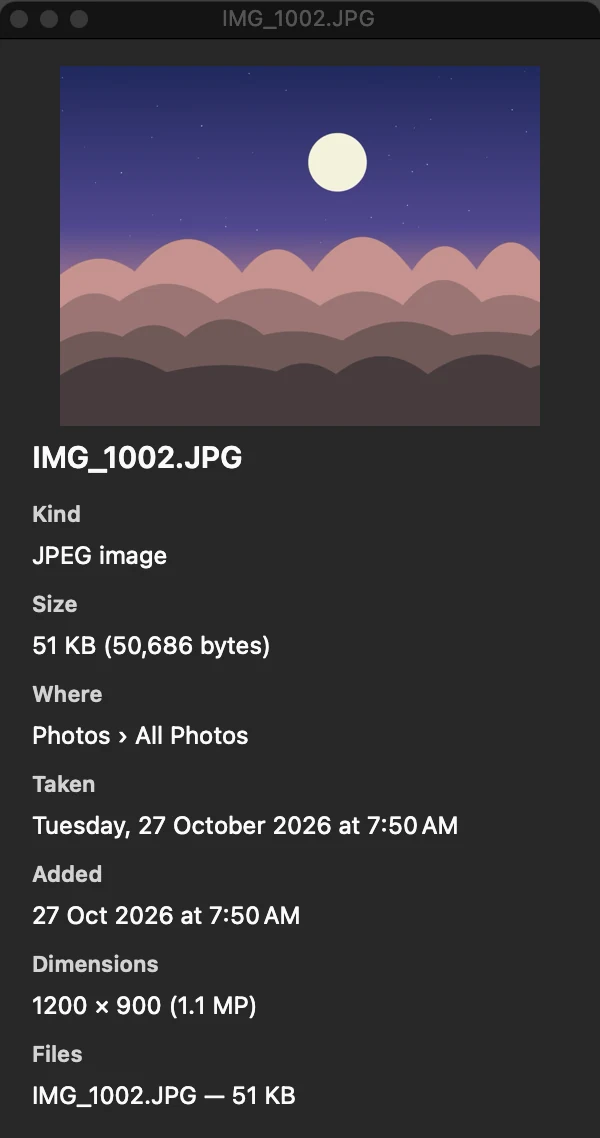 IMG_1002.JPG
IMG_1002.JPG
Kind
JPEG image
Size
51 KB (50,686 bytes)
Where
Photos › All Photos
Taken
Tuesday, 27 October 2026 at 7:50 AM
Added
27 Oct 2026 at 7:50 AM
Dimensions
1200 × 900 (1.1 MP)
Files
IMG_1002.JPG — 51 KB